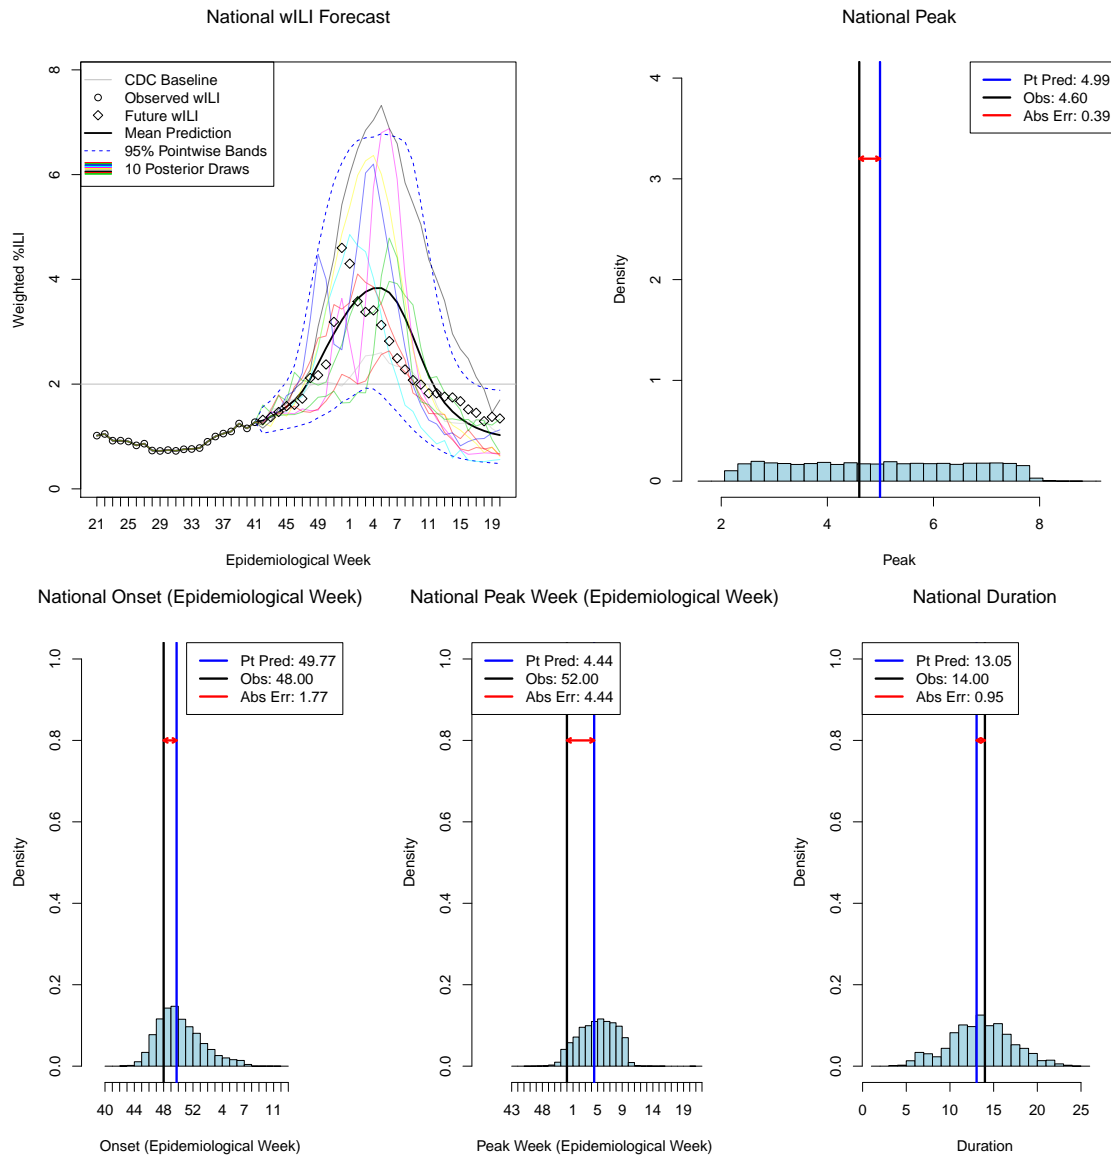 National wILI Forecast
CDC Baseline
Observed wILI
Future wILI
Mean Prediction
95% Pointwise Bands
10 Posterior Draws
Weighted %ILI
0 2 4 6 8
21 25 29 33 37 41 45 49 1 4 7 11 15 19
Epidemiological Week
National Peak
Pt Pred: 4.99
Obs: 4.60
Abs Err: 0.39
Density
0 1 2 3 4
2 4 6 8
Peak
National Onset (Epidemiological Week)
Pt Pred: 49.77
Obs: 48.00
Abs Err: 1.77
Density
0.0 0.2 0.4 0.6 0.8 1.0
40 44 48 52 4 7 11
Onset (Epidemiological Week)
National Peak Week (Epidemiological Week)
Pt Pred: 4.44
Obs: 52.00
Abs Err: 4.44
Density
0.0 0.2 0.4 0.6 0.8 1.0
43 48 1 5 9 14 19
Peak Week (Epidemiological Week)
National Duration
Pt Pred: 13.05
Obs: 14.00
Abs Err: 0.95
Density
0.0 0.2 0.4 0.6 0.8 1.0
0 5 10 15 20 25
Duration